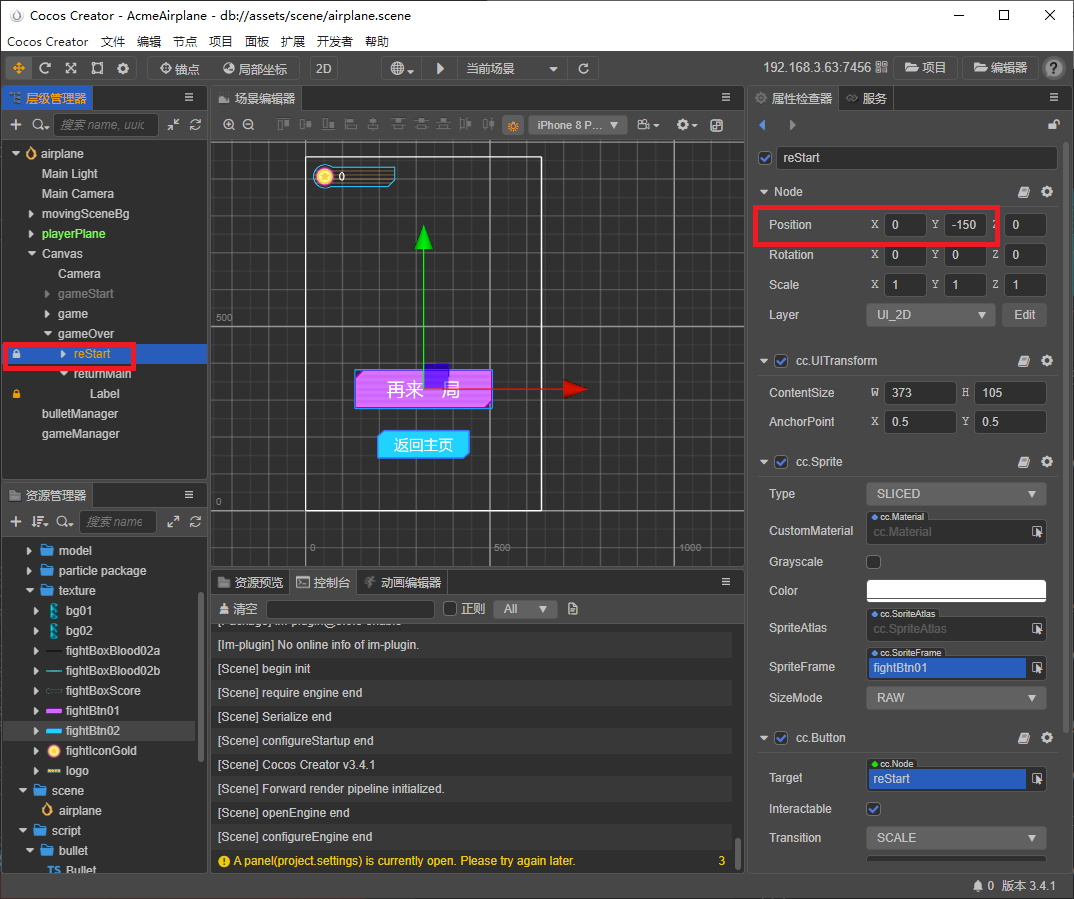 Cocos Creator - AcmeAirplane - db://assets/scene/airplane.scene
Cocos Creator 文件 编辑 节点 项目 面板 扩展 开发者 帮助
锚点 局部坐标 2D 当前场景 192.168.3.63:7456 项目 编辑器 ?
层级管理器
搜索 name, uuic
airplane
Main Light
Main Camera
movingSceneBg
playerPlane
Canvas
Camera
gameStart
game
gameOver
reStart
returnMain
Label
bulletManager
gameManager
资源管理器
搜索 name
model
particle package
texture
bg01
bg02
fightBoxBlood02a
fightBoxBlood02b
fightBoxScore
fightBtn01
fightBtn02
fightIconGold
logo
scene
airplane
script
bullet
TS Bullet
场景编辑器
iPhone 8 P...
0
500
再来一局
返回主页
0
0 500 1000
资源预览 控制台 动画编辑器
清空 正则 All
[Im-plugin] No online info of im-plugin.
[Scene] begin init
[Scene] require engine end
[Scene] Serialize end
[Scene] configureStartup end
[Scene] Cocos Creator v3.4.1
[Scene] Forward render pipeline initialized.
[Scene] openEngine end
[Scene] configureEngine end
A panel(project.settings) is currently open. Please try again later. 3
属性检查器 服务
reStart
Node
Position X 0 Y -150 Z 0
Rotation X 0 Y 0 Z 0
Scale X 1 Y 1 Z 1
Layer UI_2D Edit
cc.UITransform
ContentSize W 373 H 105
AnchorPoint X 0.5 Y 0.5
cc.Sprite
Type SLICED
cc.Material
CustomMaterial cc.Material
Grayscale
Color
cc.SpriteAtlas
SpriteAtlas cc.SpriteAtlas
cc.SpriteFrame
SpriteFrame fightBtn01
SizeMode RAW
cc.Button
cc.Node
Target reStart
Interactable
Transition SCALE
0 版本 3.4.1